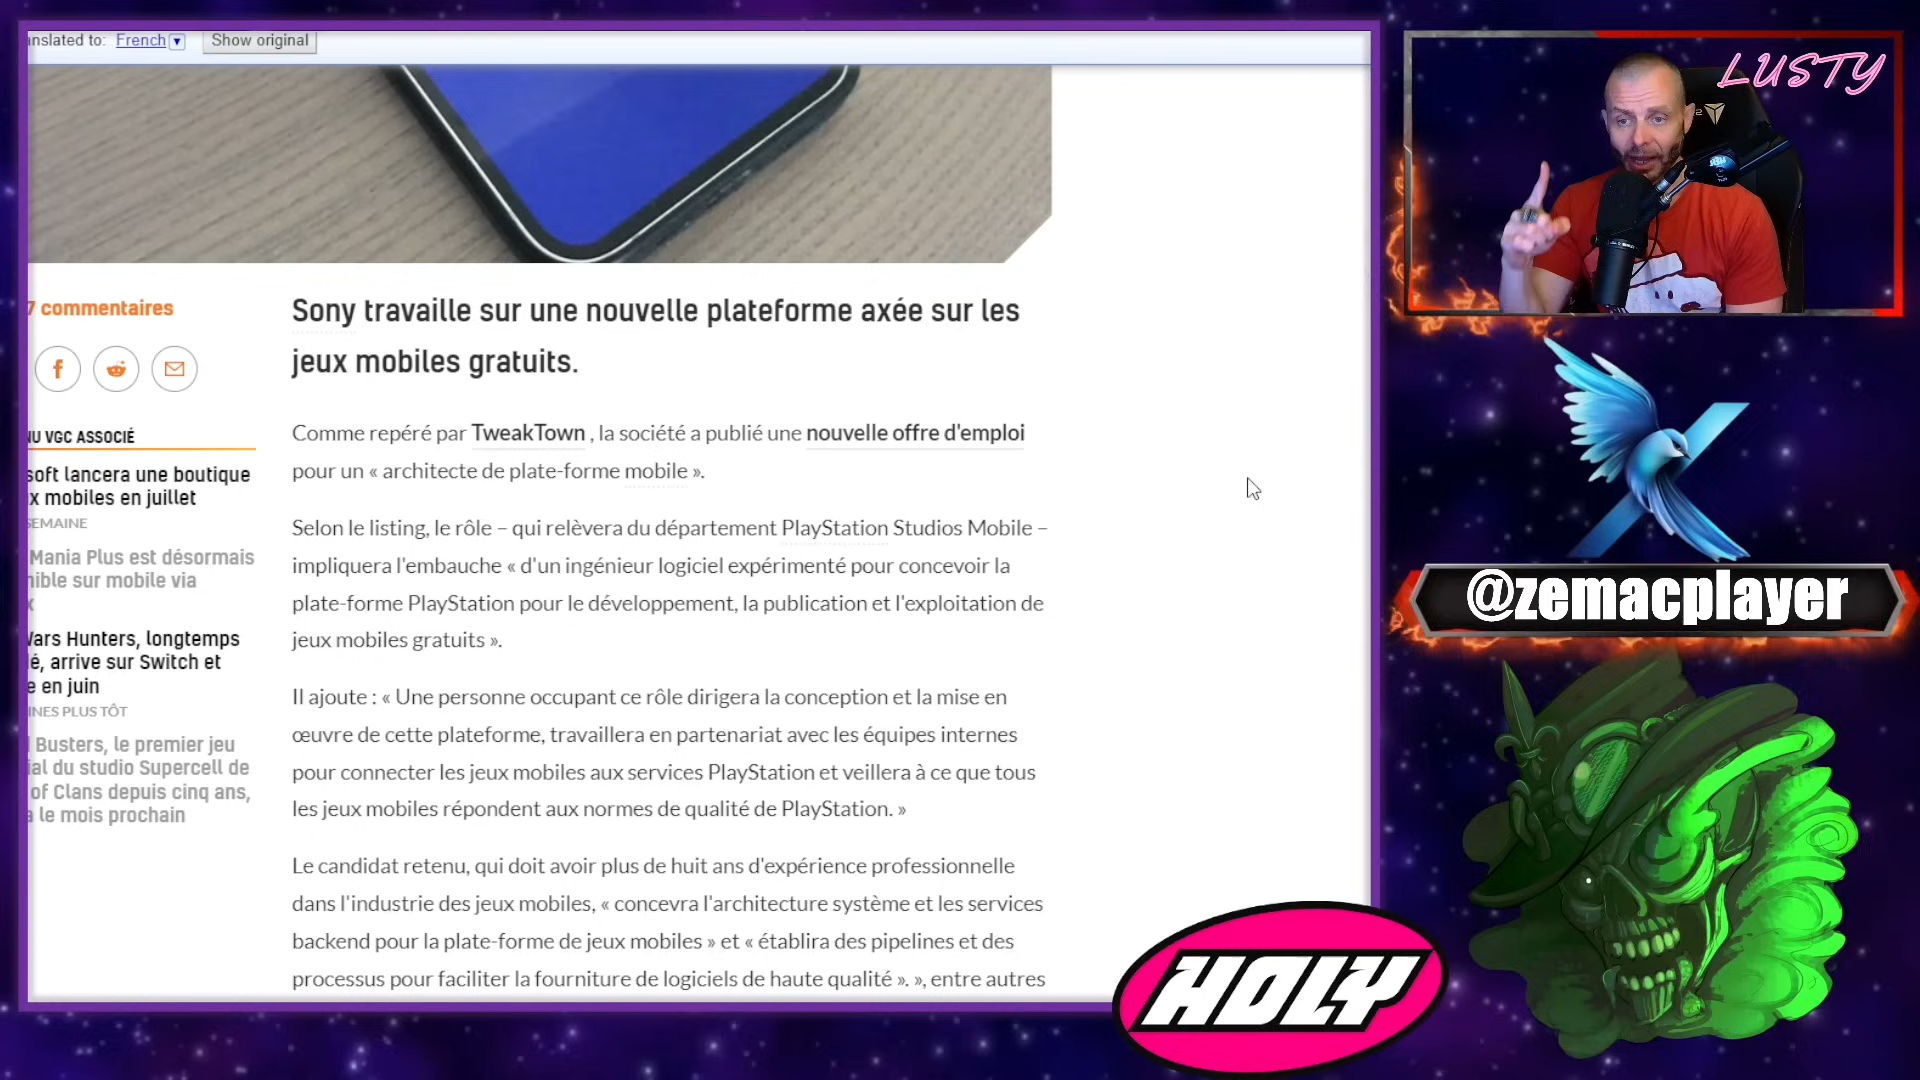 anslated to: French ▼ Show original
LUSTY
7 commentaires
NU VGC ASSOCIÉ
soft lancera une boutique
x mobiles en juillet
SEMAINE
Mania Plus est désormais
nible sur mobile via
x
Wars Hunters, longtemps
é, arrive sur Switch et
e en juin
INES PLUS TÔT
Busters, le premier jeu
ial du studio Supercell de
of Clans depuis cinq ans,
a le mois prochain
Sony travaille sur une nouvelle plateforme axée sur les
jeux mobiles gratuits.
Comme repéré par TweakTown , la société a publié une nouvelle offre d'emploi
pour un « architecte de plate-forme mobile ».
Selon le listing, le rôle – qui relèvera du département PlayStation Studios Mobile –
impliquera l'embauche « d'un ingénieur logiciel expérimenté pour concevoir la
plate-forme PlayStation pour le développement, la publication et l'exploitation de
jeux mobiles gratuits ».
Il ajoute : « Une personne occupant ce rôle dirigera la conception et la mise en
œuvre de cette plateforme, travaillera en partenariat avec les équipes internes
pour connecter les jeux mobiles aux services PlayStation et veillera à ce que tous
les jeux mobiles répondent aux normes de qualité de PlayStation. »
Le candidat retenu, qui doit avoir plus de huit ans d'expérience professionnelle
dans l'industrie des jeux mobiles, « concevra l'architecture système et les services
backend pour la plate-forme de jeux mobiles » et « établira des pipelines et des
processus pour faciliter la fourniture de logiciels de haute qualité ». », entre autres
@zemacplayer
HOLY